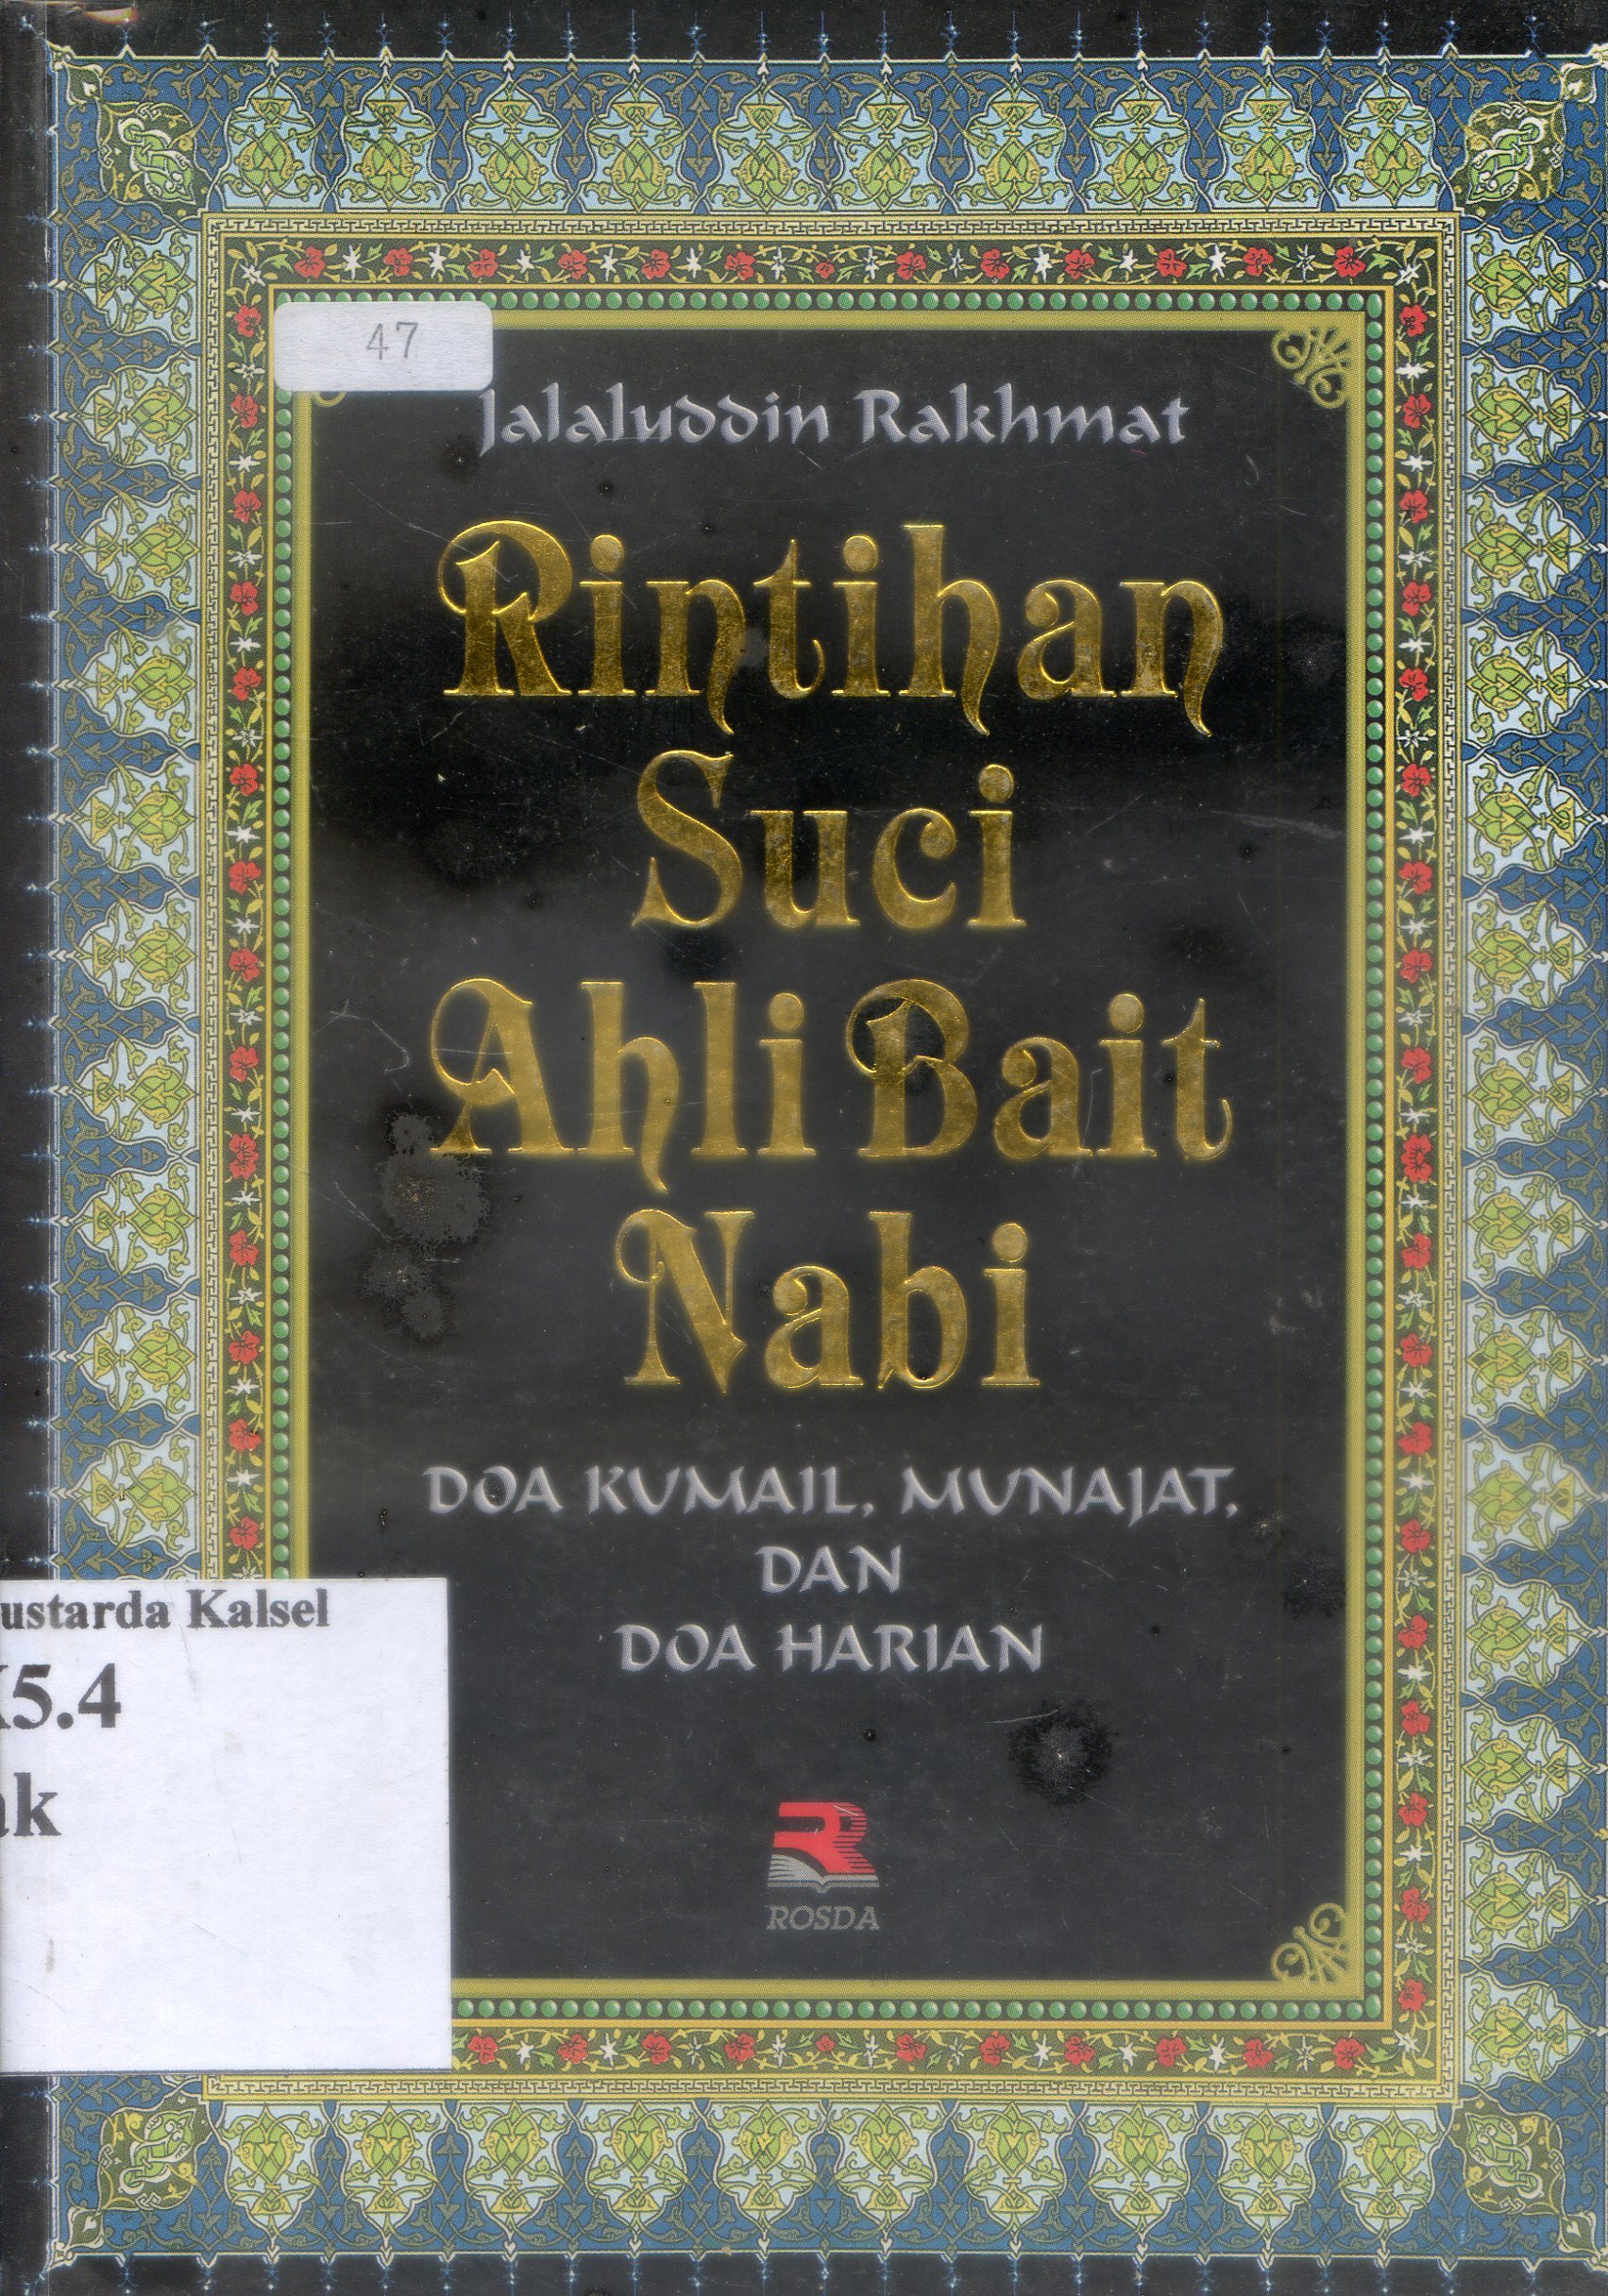 47
Jalaluddin Rakhmat
Rintihan
Suci
Ahli Bait
Nabi
DOA KUMAIL, MUNAJAT,
DAN
DOA HARIAN
ustarda Kalsel
5.4
ak
ROSDA